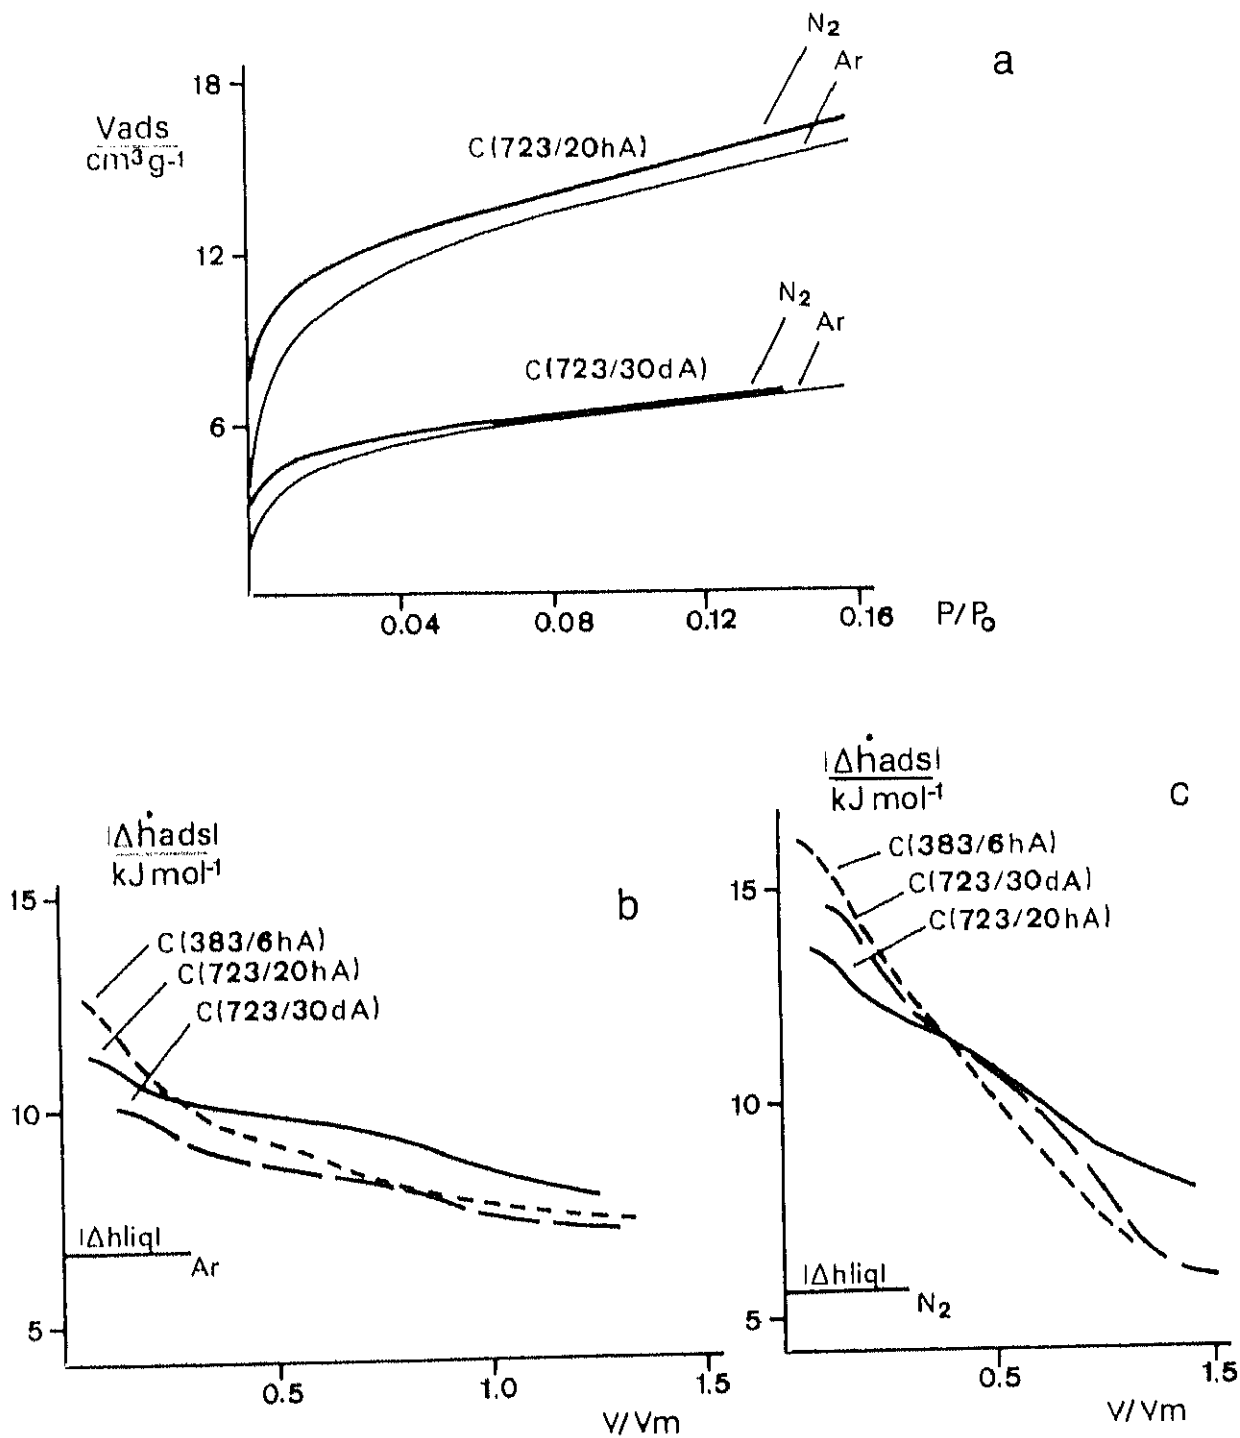 N2
Ar
a
18
Vads
cm³g-1
C(723/20hA)
12
N2
Ar
C(723/30dA)
6
0.04
0.08
0.12
0.16
P/Po
|Δḣads|
kJ mol-1
c
|Δḣads|
kJ mol-1
C(383/6hA)
15
C(723/30dA)
C(723/20hA)
15
b
C(383/6hA)
C(723/20hA)
C(723/30dA)
10
10
|Δhliq|
Ar
|Δhliq|
N2
5
5
0.5
1.0
1.5
V/Vm
0.5
1.5
V/Vm